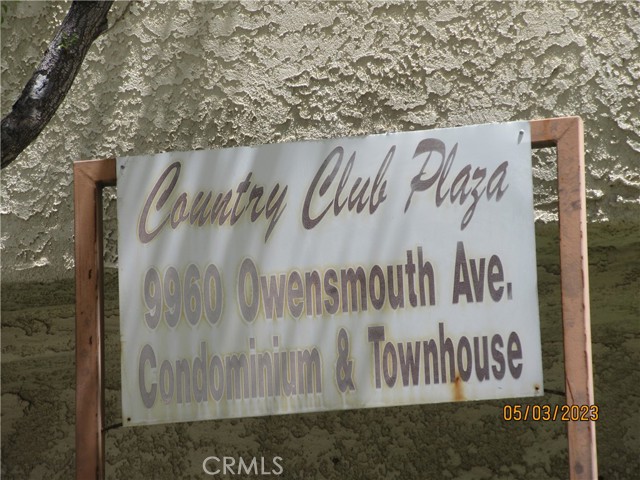 Country Club Plaza
9960 Owensmouth Ave.
Condominium & Townhouse
05/03/2023
CRMLS